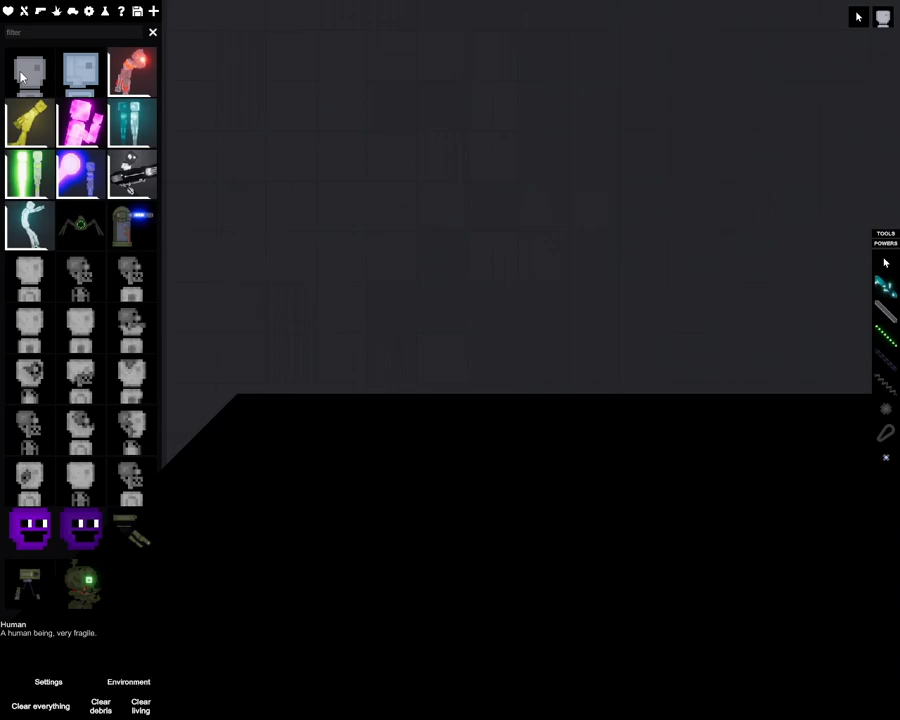 ?
filter
TOOLS
POWERS
Human
A human being, very fragile.
Settings
Environment
Clear everything
Clear
debris
Clear
living